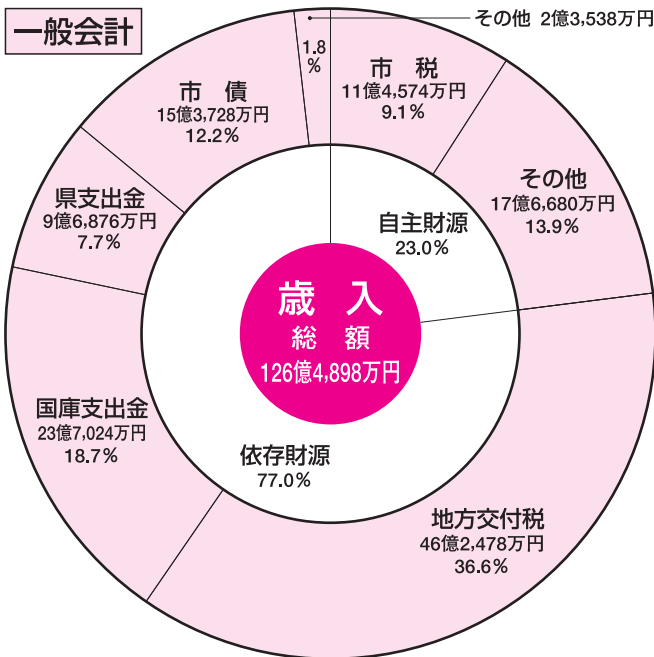 一般会計
その他 2億3,538万円
1.8
%
市 税
11億4,574万円
9.1%
その他
17億6,680万円
13.9%
市 債
15億3,728万円
12.2%
県支出金
9億6,876万円
7.7%
自主財源
23.0%
歳 入
総 額
126億4,898万円
国庫支出金
23億7,024万円
18.7%
依存財源
77.0%
地方交付税
46億2,478万円
36.6%